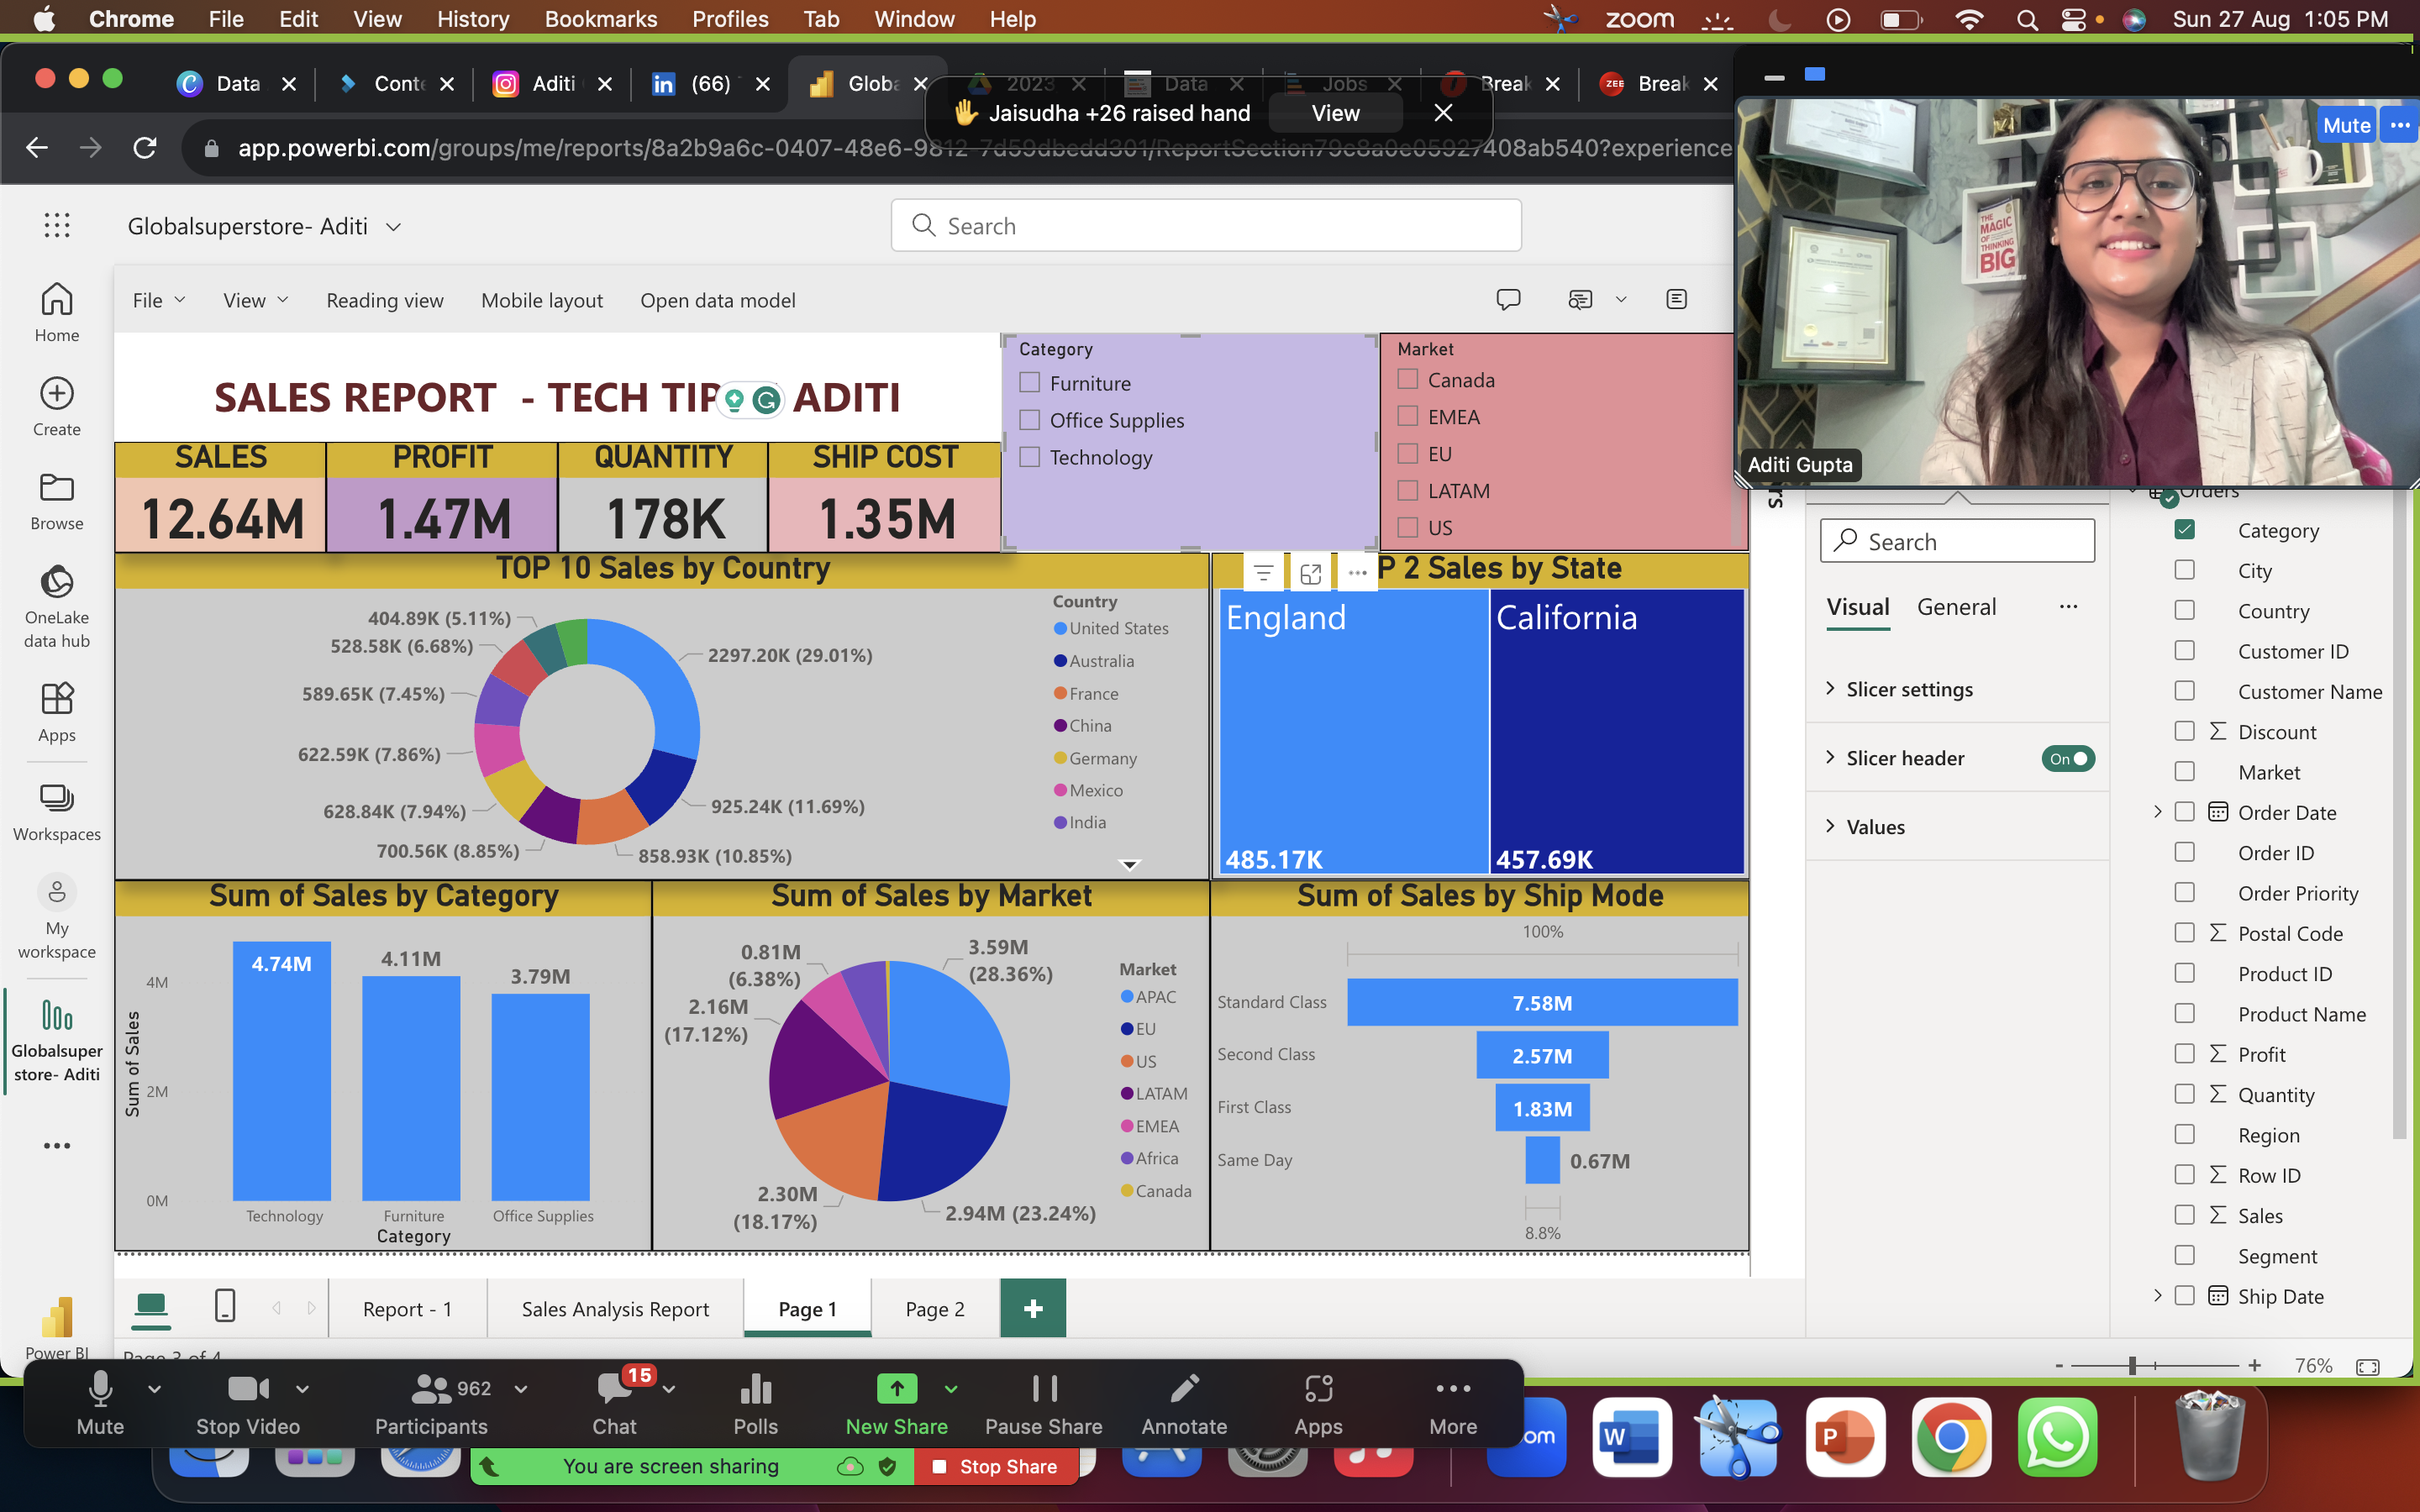 Chrome File Edit View History Bookmarks Profiles Tab Window Help
zoom
Sun 27 Aug 1:05 PM
Data
Conte
Aditi
(66)
Globa
2023
Data
Jobs
Break
ZEE
Break
✋ Jaisudha +26 raised hand View
Mute
app.powerbi.com/groups/me/reports/8a2b9a6c-0407-48e6-9812-7d59dbedd301/ReportSection79c8a0e05927408ab540?experience
THE MAGIC OF THINKING BIG
Aditi Gupta
Globalsuperstore- Aditi
Search
File View Reading view Mobile layout Open data model
Home
Create
Browse
OneLake
data hub
Apps
Workspaces
My
workspace
Globalsuper
store- Aditi
Power BI
SALES REPORT - TECH TIP ADITI
SALES
12.64M
PROFIT
1.47M
QUANTITY
178K
SHIP COST
1.35M
Category
Furniture
Office Supplies
Technology
Market
Canada
EMEA
EU
LATAM
US
TOP 10 Sales by Country
404.89K (5.11%)
528.58K (6.68%)
589.65K (7.45%)
622.59K (7.86%)
628.84K (7.94%)
700.56K (8.85%)
2297.20K (29.01%)
925.24K (11.69%)
858.93K (10.85%)
Country
United States
Australia
France
China
Germany
Mexico
India
P 2 Sales by State
England
485.17K
California
457.69K
Sum of Sales by Category
Sum of Sales
4M
2M
0M
4.74M
4.11M
3.79M
Technology
Furniture
Office Supplies
Category
Sum of Sales by Market
0.81M
(6.38%)
2.16M
(17.12%)
2.30M
(18.17%)
3.59M
(28.36%)
2.94M (23.24%)
Market
APAC
EU
US
LATAM
EMEA
Africa
Canada
Sum of Sales by Ship Mode
100%
Standard Class 7.58M
Second Class 2.57M
First Class 1.83M
Same Day 0.67M
8.8%
Search
Visual General
Slicer settings
Slicer header On
Values
Orders
Category
City
Country
Customer ID
Customer Name
Discount
Market
Order Date
Order ID
Order Priority
Postal Code
Product ID
Product Name
Profit
Quantity
Region
Row ID
Sales
Segment
Ship Date
Report - 1
Sales Analysis Report
Page 1
Page 2
Page 3 of 4
76%
Mute
Stop Video
962
Participants
15
Chat
Polls
New Share
Pause Share
Annotate
Apps
More
You are screen sharing
Stop Share
om
W
P